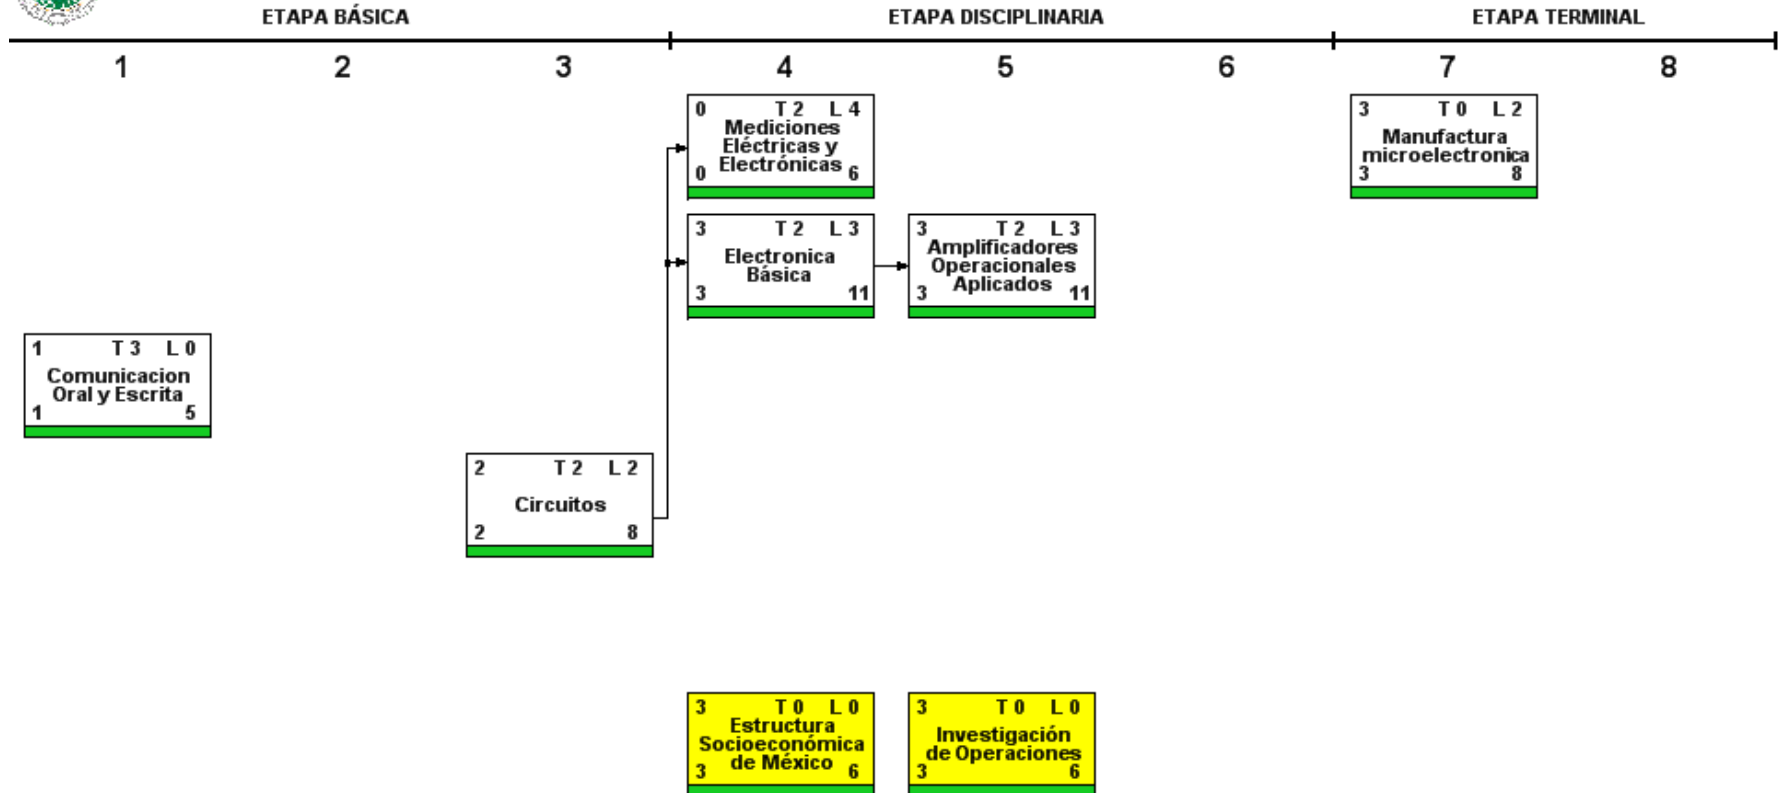 ETAPA BÁSICA ETAPA DISCIPLINARIA ETAPA TERMINAL
1 2 3 4 5 6 7 8
0 T 2 L 4
Mediciones
Eléctricas y
Electrónicas
0 6
3 T 0 L 2
Manufactura
microelectronica
3 8
3 T 2 L 3
Electronica
Básica
3 11
3 T 2 L 3
Amplificadores
Operacionales
Aplicados
3 11
1 T 3 L 0
Comunicacion
Oral y Escrita
1 5
2 T 2 L 2
Circuitos
2 8
3 T 0 L 0
Estructura
Socioeconómica
de México
3 6
3 T 0 L 0
Investigación
de Operaciones
3 6